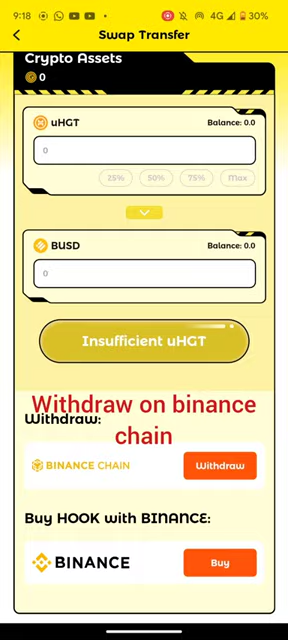 9:18 4G 30%
Swap Transfer
Crypto Assets
0
uHGT Balance: 0.0
0
25% 50% 75% Max
BUSD Balance: 0.0
0
Insufficient uHGT
Withdraw on binance
Withdraw:
chain
BINANCE CHAIN Withdraw
Buy HOOK with BINANCE:
BINANCE Buy